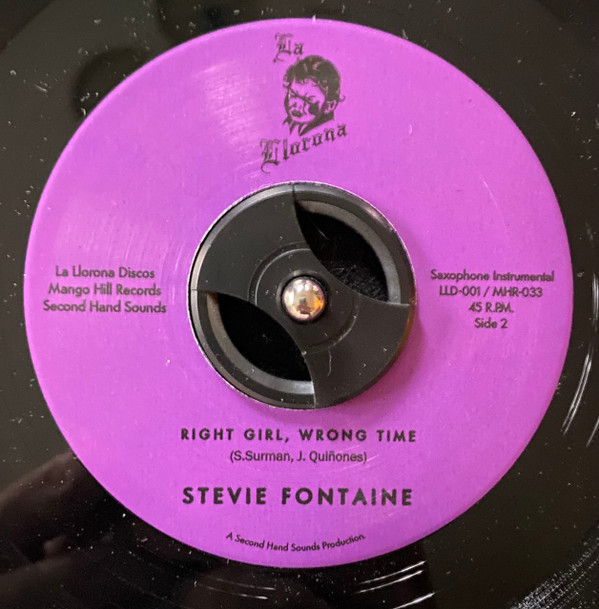 La
Llorona
La Llorona Discos
Mango Hill Records
Second Hand Sounds
Saxophone Instrumental
LLD-001 / MHR-033
45 R.P.M.
Side 2
RIGHT GIRL, WRONG TIME
(S.Surman, J. Quiñones)
STEVIE FONTAINE
A Second Hand Sounds Production.